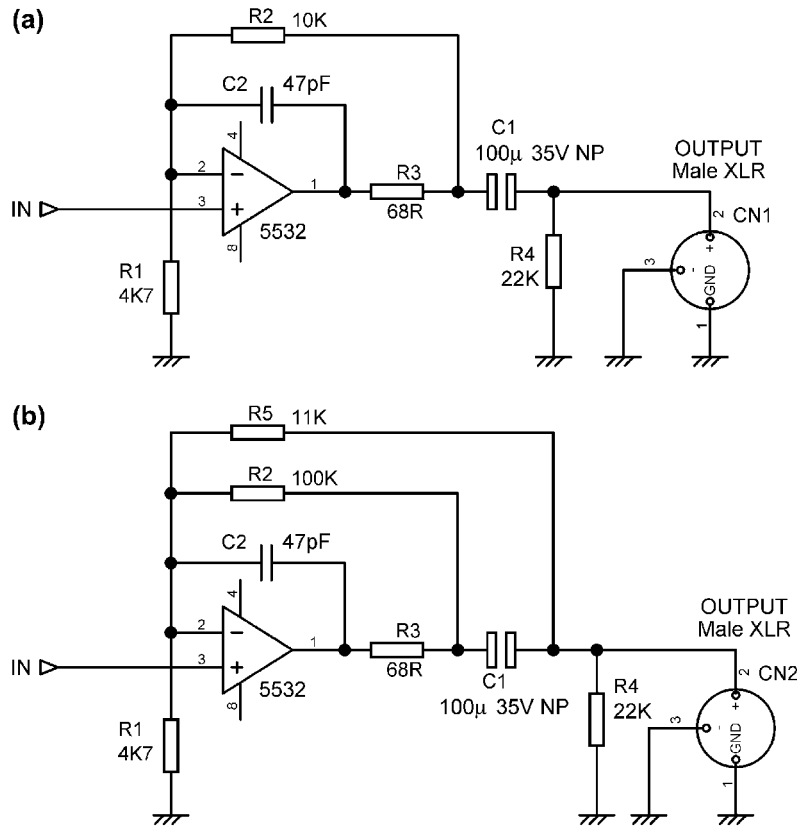 (a)
R2
10K
C2
47pF
4
2
−
1
IN
3
+
8
5532
R3
68R
C1
100µ 35V NP
R4
22K
R1
4K7
OUTPUT
Male XLR
2
CN1
+
3
-
GND
1
(b)
R5
11K
R2
100K
C2
47pF
4
2
−
1
IN
3
+
8
5532
R3
68R
C1
100µ 35V NP
R4
22K
R1
4K7
OUTPUT
Male XLR
2
CN2
+
3
-
GND
1